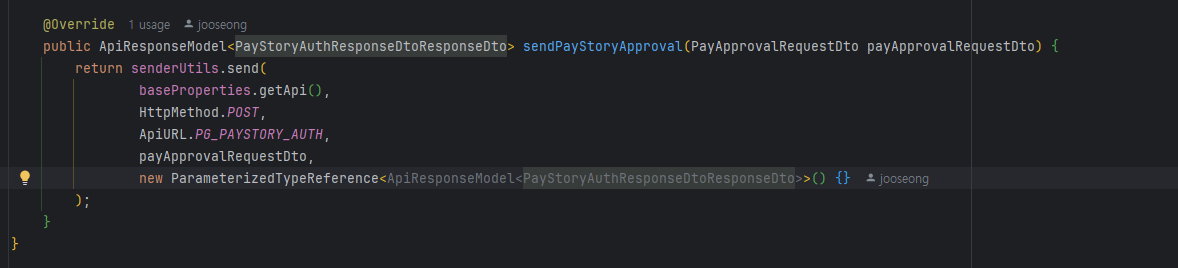 @Override 1 usage jooseong
public ApiResponseModel<PayStoryAuthResponseDtoResponseDto> sendPayStoryApproval(PayApprovalRequestDto payApprovalRequestDto) {
return senderUtils.send(
baseProperties.getApi(),
HttpMethod.POST,
ApiURL.PG_PAYSTORY_AUTH,
payApprovalRequestDto,
new ParameterizedTypeReference<ApiResponseModel<PayStoryAuthResponseDtoResponseDto>>() {} jooseong
);
}
}